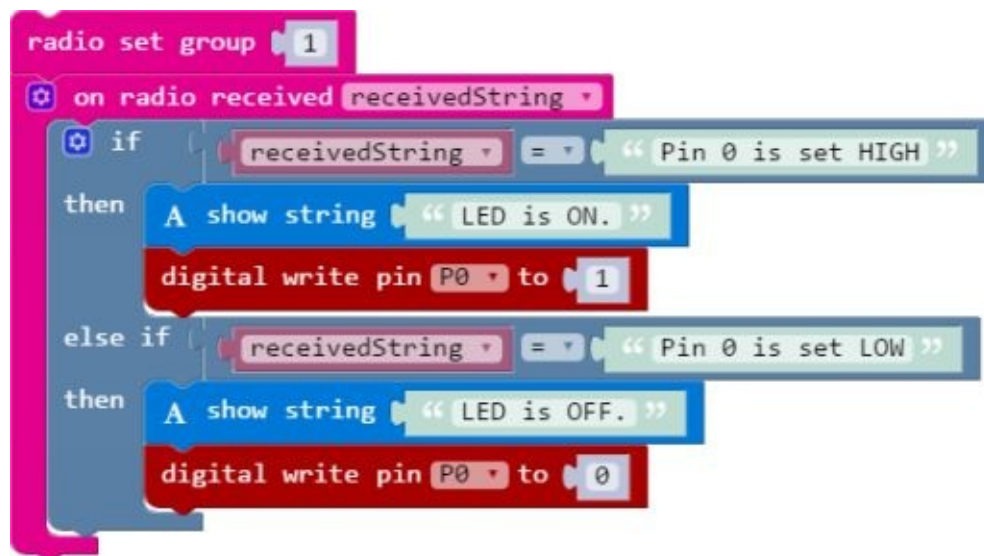 radio set group 1
on radio received receivedString
if receivedString = “ Pin 0 is set HIGH ”
then A show string “ LED is ON. ”
digital write pin P0 to 1
else if receivedString = “ Pin 0 is set LOW ”
then A show string “ LED is OFF. ”
digital write pin P0 to 0